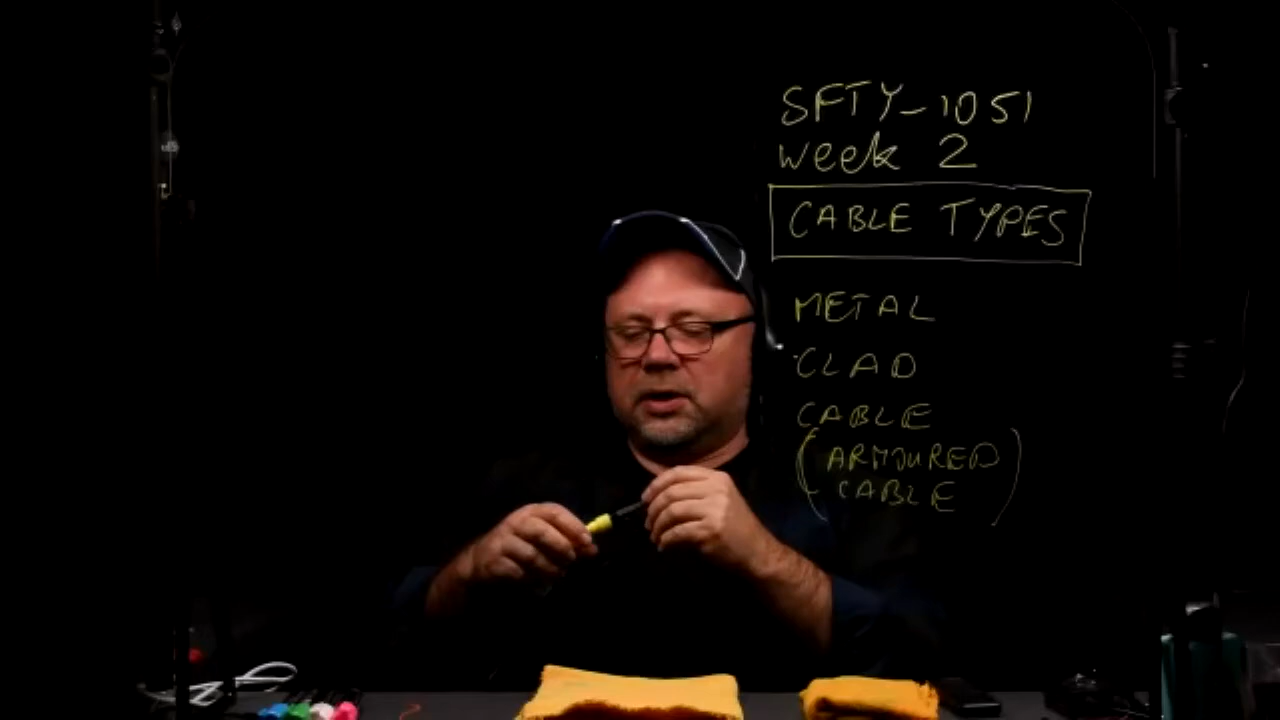 SFTY-1051
week 2
CABLE TYPES
METAL
CLAD
CABLE
(ARMOURED
CABLE)